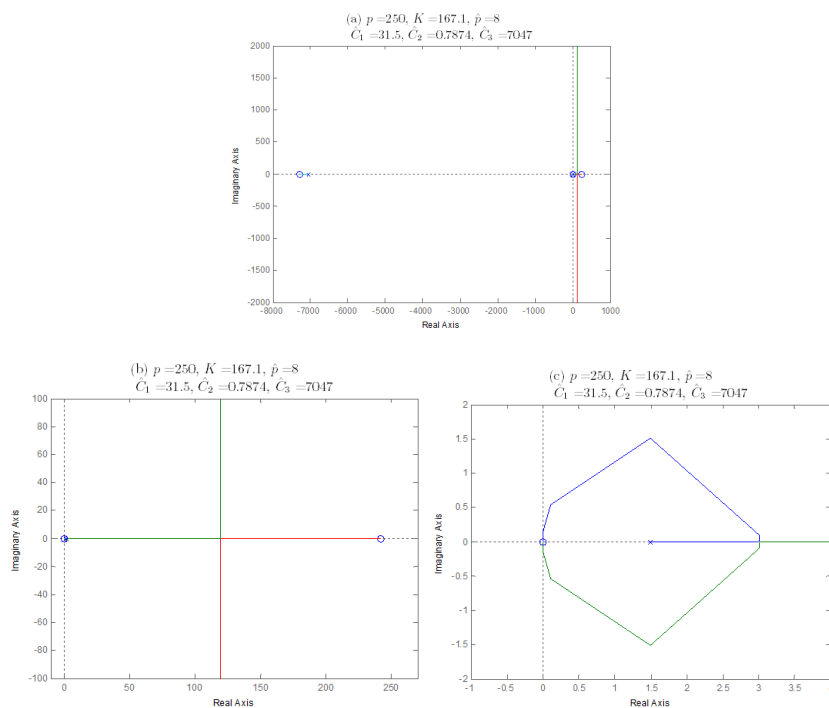 (a) p =250, K =167.1, p̂ =8
Ĉ₁ =31.5, Ĉ₂ =0.7874, Ĉ₃ =7047
2000
1500
1000
500
0
-500
-1000
-1500
-2000
Imaginary Axis
-8000 -7000 -6000 -5000 -4000 -3000 -2000 -1000 0 1000
Real Axis
(b) p =250, K =167.1, p̂ =8
Ĉ₁ =31.5, Ĉ₂ =0.7874, Ĉ₃ =7047
100
80
60
40
20
0
-20
-40
-60
-80
-100
Imaginary Axis
0 50 100 150 200 250
Real Axis
(c) p =250, K =167.1, p̂ =8
Ĉ₁ =31.5, Ĉ₂ =0.7874, Ĉ₃ =7047
2
1.5
1
0.5
0
-0.5
-1
-1.5
-2
Imaginary Axis
-1 -0.5 0 0.5 1 1.5 2 2.5 3 3.5 4
Real Axis